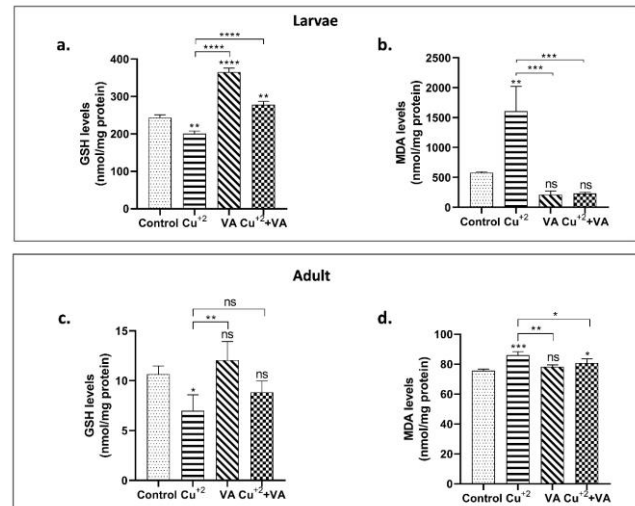 Larvae
a.
GSH levels
(nmol/mg protein)
400
300
200
100
0
****
****
**
****
**
Control Cu+2 VA Cu+2+VA
b.
MDA levels
(nmol/mg protein)
2500
2000
1500
1000
500
0
***
***
**
ns
ns
Control Cu+2 VA Cu+2+VA
Adult
c.
GSH levels
(nmol/mg protein)
15
10
5
0
ns
**
*
ns
ns
Control Cu+2 VA Cu+2+VA
d.
MDA levels
(nmol/mg protein)
100
80
60
40
20
0
*
**
***
ns
*
Control Cu+2 VA Cu+2+VA